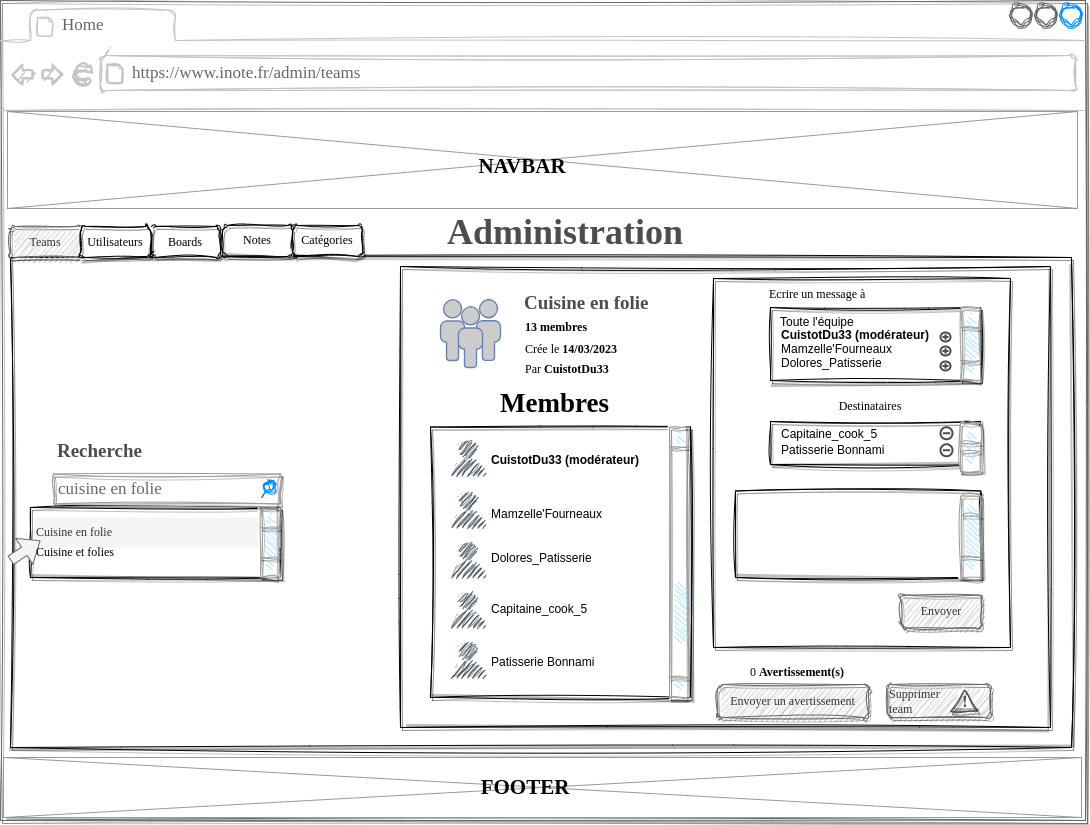 Home
https://www.inote.fr/admin/teams
NAVBAR
Administration
Teams
Utilisateurs
Boards
Notes
Catégories
Recherche
cuisine en folie
Cuisine en folie
Cuisine et folies
Cuisine en folie
13 membres
Crée le 14/03/2023
Par CuistotDu33
Membres
CuistotDu33 (modérateur)
Mamzelle'Fourneaux
Dolores_Patisserie
Capitaine_cook_5
Patisserie Bonnami
Ecrire un message à
Toute l'équipe
CuistotDu33 (modérateur)
Mamzelle'Fourneaux
Dolores_Patisserie
Destinataires
Capitaine_cook_5
Patisserie Bonnami
Envoyer
0 Avertissement(s)
Envoyer un avertissement
Supprimer
team
FOOTER